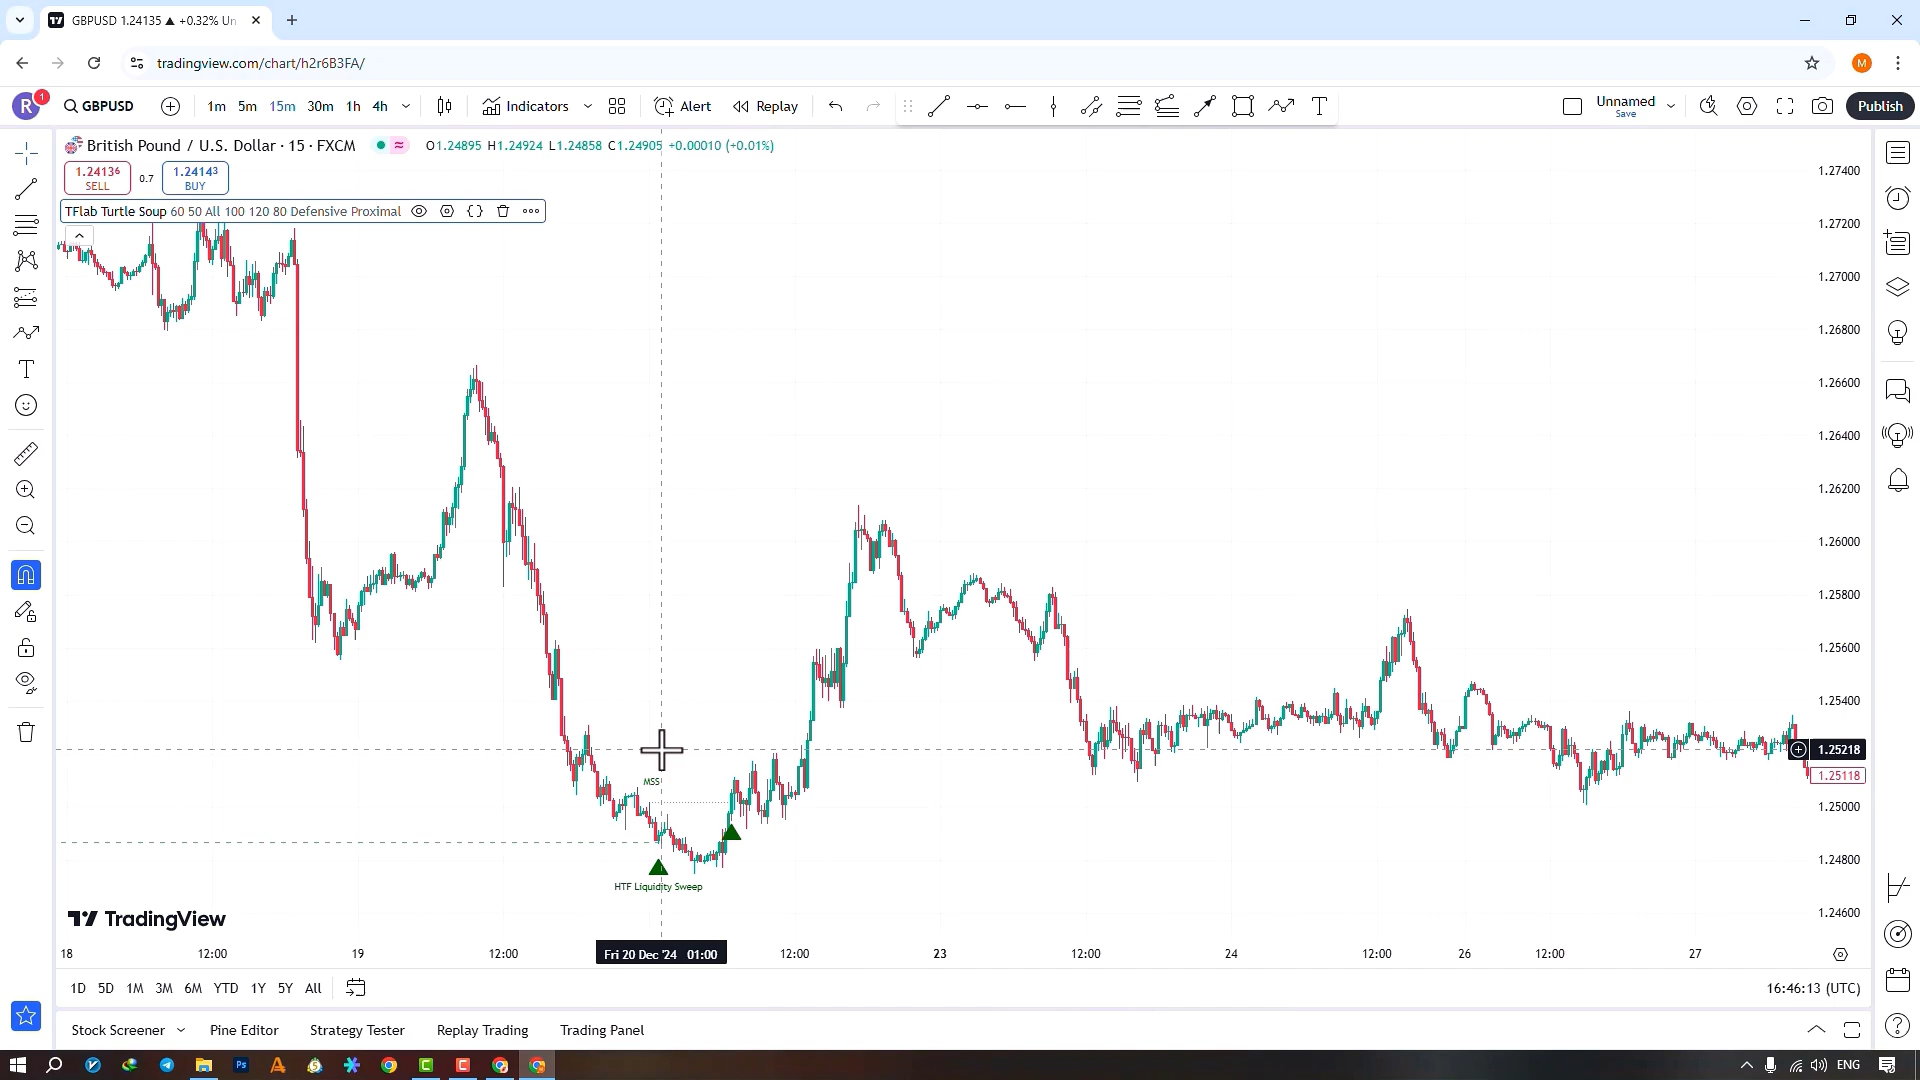 GBPUSD 1.24135 ▲ +0.32% Un
tradingview.com/chart/h2r6B3FA/
R 1 GBPUSD 1m 5m 15m 30m 1h 4h Indicators Alert Replay Unnamed Save Publish
M
British Pound / U.S. Dollar · 15 · FXCM O1.24895 H1.24924 L1.24858 C1.24905 +0.00010 (+0.01%)
1.24136 SELL 0.7 1.24143 BUY
TFlab Turtle Soup 60 50 All 100 120 80 Defensive Proximal
1.27400
1.27200
1.27000
1.26800
1.26600
1.26400
1.26200
1.26000
1.25800
1.25600
1.25400
1.25218
1.25118
1.25000
1.24800
1.24600
MSS
HTF Liquidity Sweep
TradingView
18 12:00 19 12:00 Fri 20 Dec '24 01:00 12:00 23 12:00 24 12:00 26 12:00 27
1D 5D 1M 3M 6M YTD 1Y 5Y All 16:46:13 (UTC)
Stock Screener Pine Editor Strategy Tester Replay Trading Trading Panel
Ps ENG